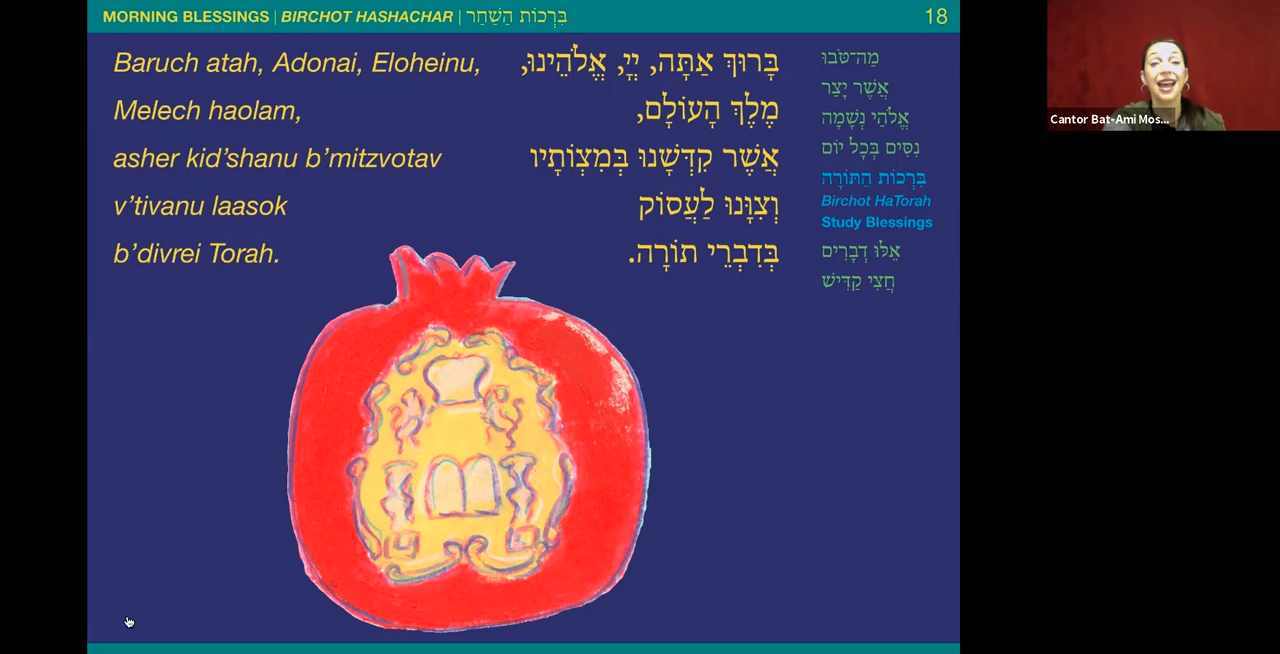 MORNING BLESSINGS | BIRCHOT HASHACHAR | בִּרְכוֹת הַשַּׁחַר
18
Baruch atah, Adonai, Eloheinu,
Melech haolam,
asher kid’shanu b’mitzvotav
v’tivanu laasok
b’divrei Torah.
בָּרוּךְ אַתָּה, יְיָ, אֱלֹהֵינוּ,
מֶלֶךְ הָעוֹלָם,
אֲשֶׁר קִדְּשָׁנוּ בְּמִצְוֹתָיו
וְצִוָּנוּ לַעֲסוֹק
בְּדִבְרֵי תוֹרָה.
מַה־טֹּבוּ
אֲשֶׁר יָצַר
אֱלֹהַי נְשָׁמָה
נִסִּים בְּכָל יוֹם
בִּרְכוֹת הַתּוֹרָה
Birchot HaTorah
Study Blessings
אֵלּוּ דְבָרִים
חֲצִי קַדִּישׁ
Cantor Bat-Ami Mos...